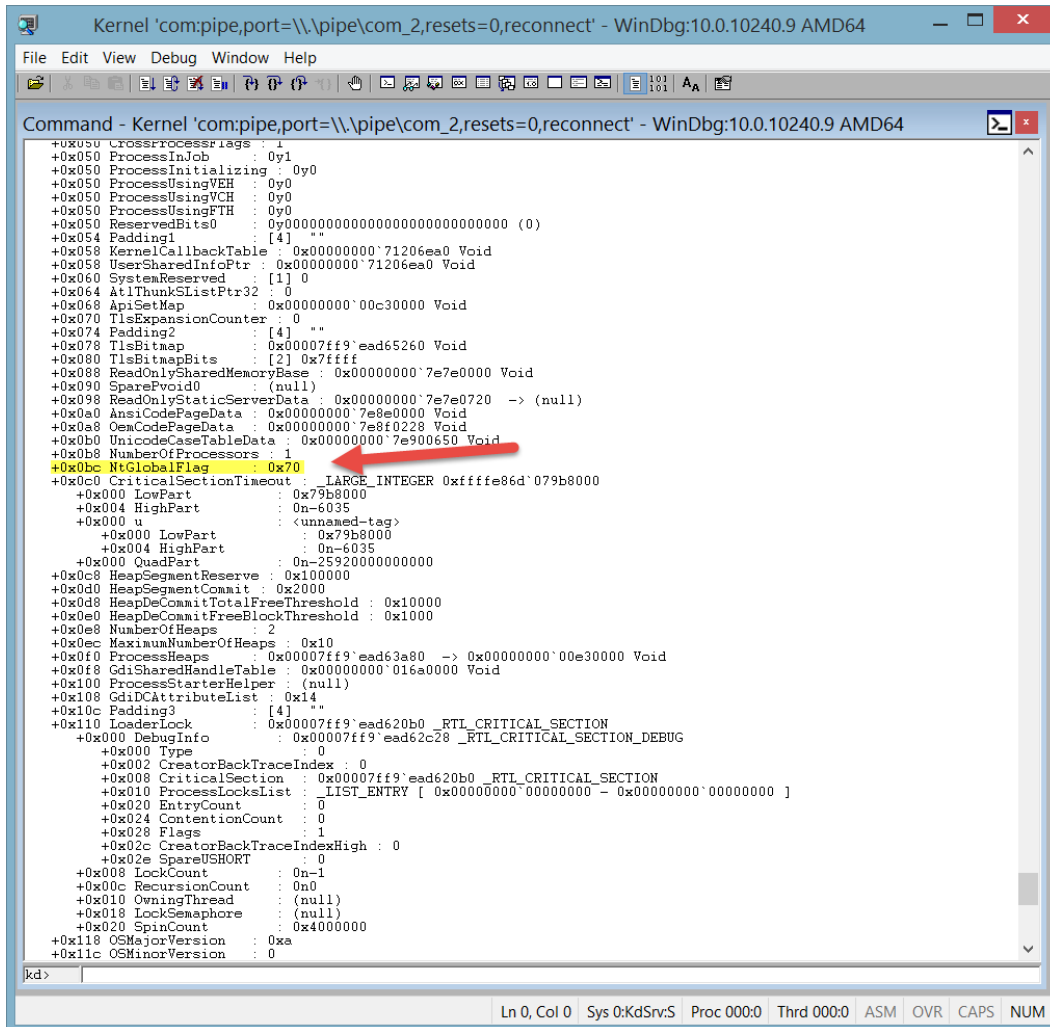 Kernel 'com:pipe,port=\\.\pipe\com_2,resets=0,reconnect' - WinDbg:10.0.10240.9 AMD64
File Edit View Debug Window Help
Command - Kernel 'com:pipe,port=\\.\pipe\com_2,resets=0,reconnect' - WinDbg:10.0.10240.9 AMD64
+0x050 CrossProcessFlags : 1
+0x050 ProcessInJob : 0y1
+0x050 ProcessInitializing : 0y0
+0x050 ProcessUsingVEH : 0y0
+0x050 ProcessUsingVCH : 0y0
+0x050 ProcessUsingFTH : 0y0
+0x050 ReservedBits0 : 0y000000000000000000000000000 (0)
+0x054 Padding1 : [4] ""
+0x058 KernelCallbackTable : 0x00000000`71206ea0 Void
+0x058 UserSharedInfoPtr : 0x00000000`71206ea0 Void
+0x060 SystemReserved : [1] 0
+0x064 AtlThunkSListPtr32 : 0
+0x068 ApiSetMap : 0x00000000`00c30000 Void
+0x070 TlsExpansionCounter : 0
+0x074 Padding2 : [4] ""
+0x078 TlsBitmap : 0x00007ff9`ead65260 Void
+0x080 TlsBitmapBits : [2] 0x7ffff
+0x088 ReadOnlySharedMemoryBase : 0x00000000`7e7e0000 Void
+0x090 SparePvoid0 : (null)
+0x098 ReadOnlyStaticServerData : 0x00000000`7e7e0720 -> (null)
+0x0a0 AnsiCodePageData : 0x00000000`7e8e0000 Void
+0x0a8 OemCodePageData : 0x00000000`7e8f0228 Void
+0x0b0 UnicodeCaseTableData : 0x00000000`7e900650 Void
+0x0b8 NumberOfProcessors : 1
+0x0bc NtGlobalFlag : 0x70
+0x0c0 CriticalSectionTimeout : _LARGE_INTEGER 0xffffe86d`079b8000
+0x000 LowPart : 0x79b8000
+0x004 HighPart : 0n-6035
+0x000 u : <unnamed-tag>
+0x000 LowPart : 0x79b8000
+0x004 HighPart : 0n-6035
+0x000 QuadPart : 0n-25920000000000
+0x0c8 HeapSegmentReserve : 0x100000
+0x0d0 HeapSegmentCommit : 0x2000
+0x0d8 HeapDeCommitTotalFreeThreshold : 0x10000
+0x0e0 HeapDeCommitFreeBlockThreshold : 0x1000
+0x0e8 NumberOfHeaps : 2
+0x0ec MaximumNumberOfHeaps : 0x10
+0x0f0 ProcessHeaps : 0x00007ff9`ead63a80 -> 0x00000000`00e30000 Void
+0x0f8 GdiSharedHandleTable : 0x00000000`016a0000 Void
+0x100 ProcessStarterHelper : (null)
+0x108 GdiDCAttributeList : 0x14
+0x10c Padding3 : [4] ""
+0x110 LoaderLock : 0x00007ff9`ead620b0 _RTL_CRITICAL_SECTION
+0x000 DebugInfo : 0x00007ff9`ead62c28 _RTL_CRITICAL_SECTION_DEBUG
+0x000 Type : 0
+0x002 CreatorBackTraceIndex : 0
+0x008 CriticalSection : 0x00007ff9`ead620b0 _RTL_CRITICAL_SECTION
+0x010 ProcessLocksList : _LIST_ENTRY [ 0x00000000`00000000 - 0x00000000`00000000 ]
+0x020 EntryCount : 0
+0x024 ContentionCount : 0
+0x028 Flags : 1
+0x02c CreatorBackTraceIndexHigh : 0
+0x02e SpareUSHORT : 0
+0x008 LockCount : 0n-1
+0x00c RecursionCount : 0n0
+0x010 OwningThread : (null)
+0x018 LockSemaphore : (null)
+0x020 SpinCount : 0x4000000
+0x118 OSMajorVersion : 0xa
+0x11c OSMinorVersion : 0
kd>
Ln 0, Col 0 Sys 0:KdSrv:S Proc 000:0 Thrd 000:0 ASM OVR CAPS NUM